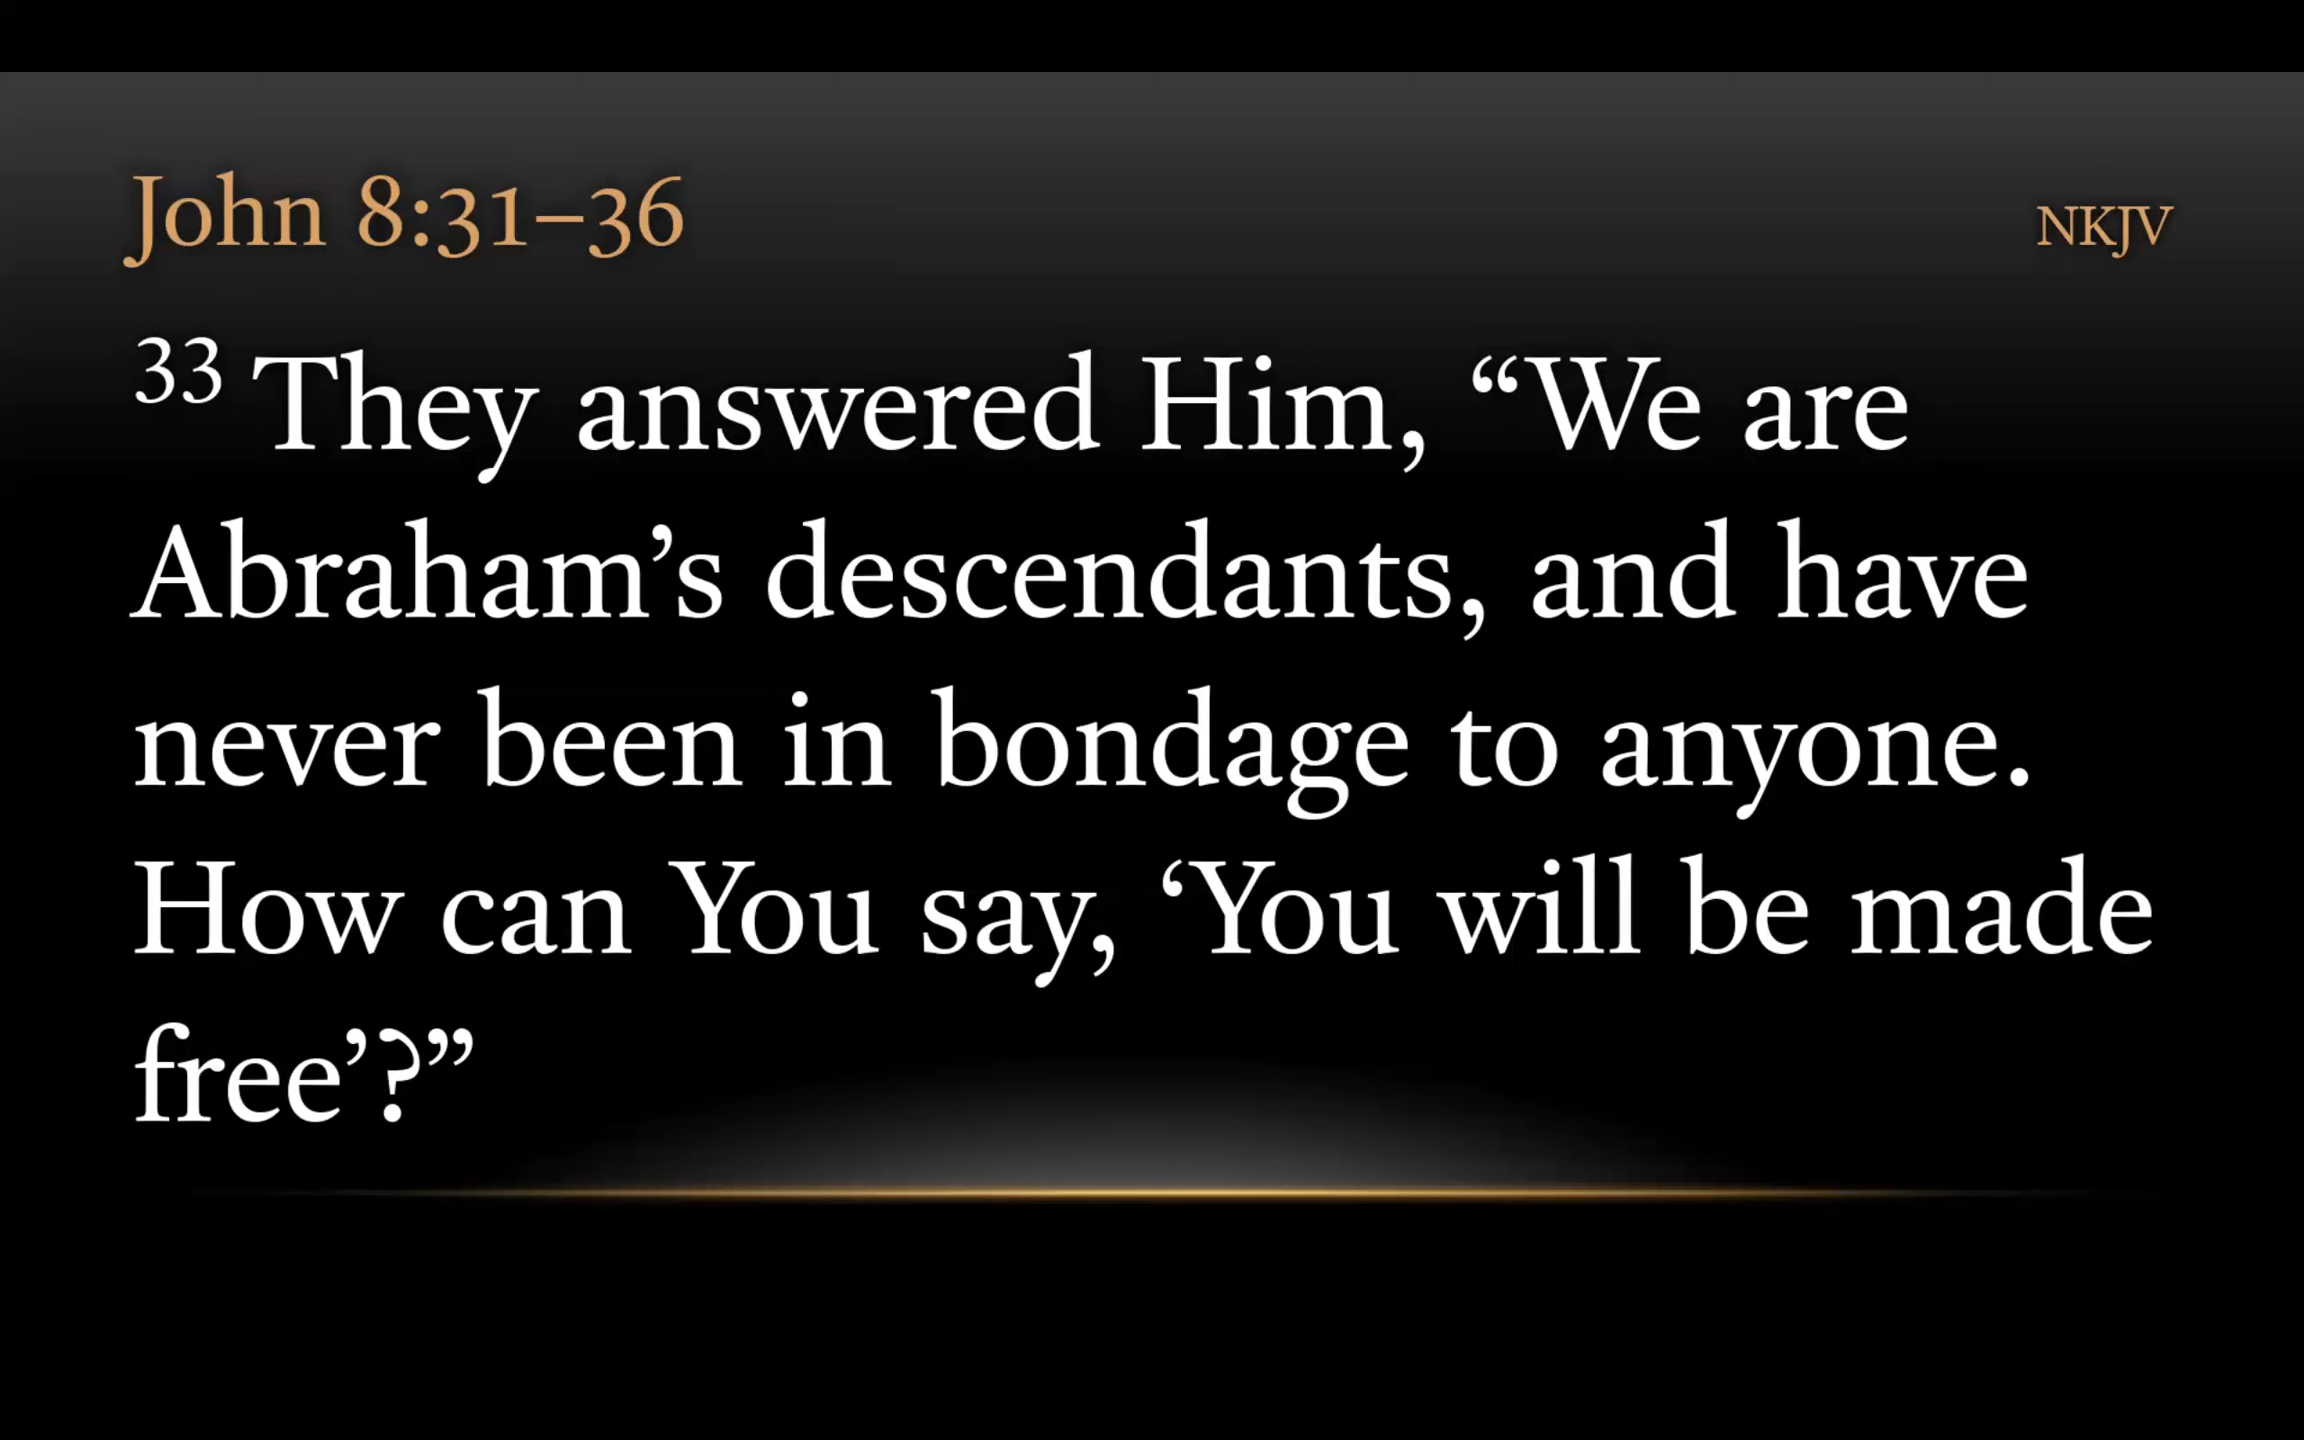 John 8:31–36
NKJV
33 They answered Him, “We are
Abraham’s descendants, and have
never been in bondage to anyone.
How can You say, ‘You will be made
free’?”